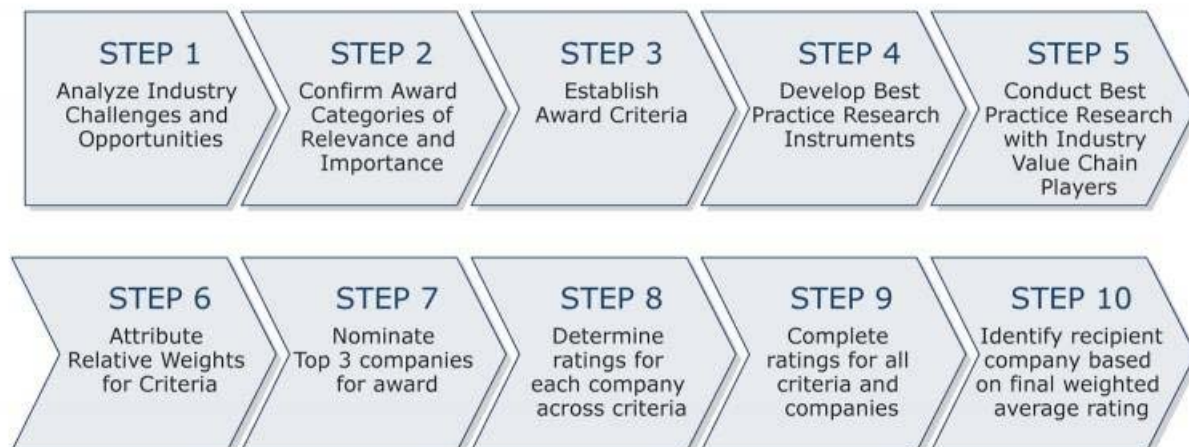 STEP 1
Analyze Industry
Challenges and
Opportunities
STEP 2
Confirm Award
Categories of
Relevance and
Importance
STEP 3
Establish
Award Criteria
STEP 4
Develop Best
Practice Research
Instruments
STEP 5
Conduct Best
Practice Research
with Industry
Value Chain
Players
STEP 6
Attribute
Relative Weights
for Criteria
STEP 7
Nominate
Top 3 companies
for award
STEP 8
Determine
ratings for
each company
across criteria
STEP 9
Complete
ratings for all
criteria and
companies
STEP 10
Identify recipient
company based
on final weighted
average rating